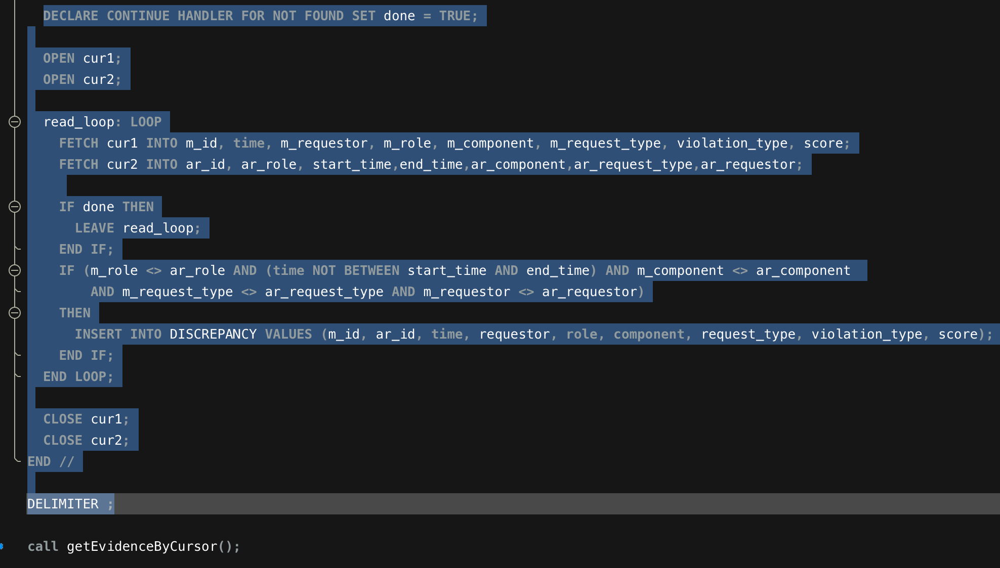 DECLARE CONTINUE HANDLER FOR NOT FOUND SET done = TRUE;
OPEN cur1;
OPEN cur2;
read_loop: LOOP
FETCH cur1 INTO m_id, time, m_requestor, m_role, m_component, m_request_type, violation_type, score;
FETCH cur2 INTO ar_id, ar_role, start_time,end_time,ar_component,ar_request_type,ar_requestor;
IF done THEN
LEAVE read_loop;
END IF;
IF (m_role <> ar_role AND (time NOT BETWEEN start_time AND end_time) AND m_component <> ar_component
AND m_request_type <> ar_request_type AND m_requestor <> ar_requestor)
THEN
INSERT INTO DISCREPANCY VALUES (m_id, ar_id, time, requestor, role, component, request_type, violation_type, score);
END IF;
END LOOP;
CLOSE cur1;
CLOSE cur2;
END //
DELIMITER ;
call getEvidenceByCursor();